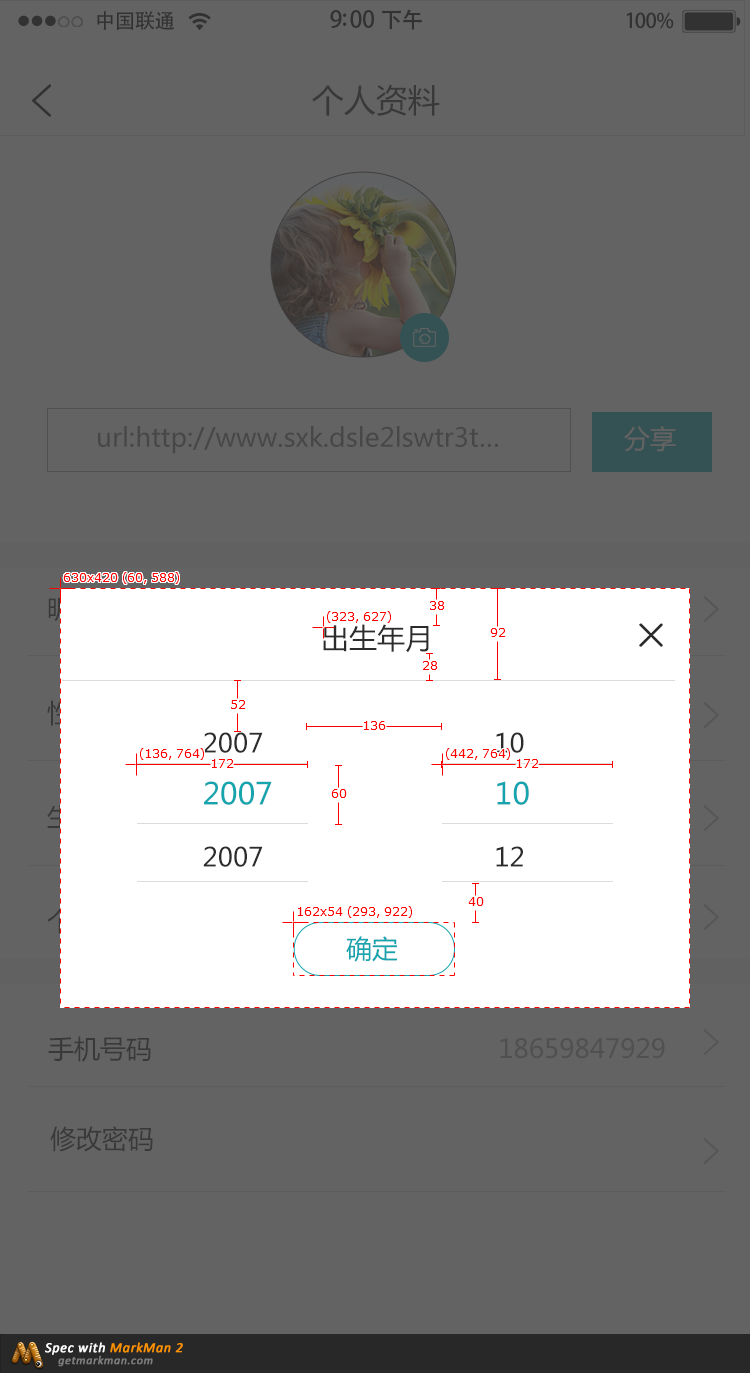 中国联通 9:00 下午 100%
个人资料
url:http://www.sxk.dsle2lswtr3t...
分享
630x420 (60, 588)
(323, 627)
38
92
出生年月
28
52
136
2007 10
(136, 764) (442, 764)
172 172
2007 10
60
2007 12
40
162x54 (293, 922)
确定
手机号码 18659847929
修改密码
Spec with MarkMan 2
getmarkman.com